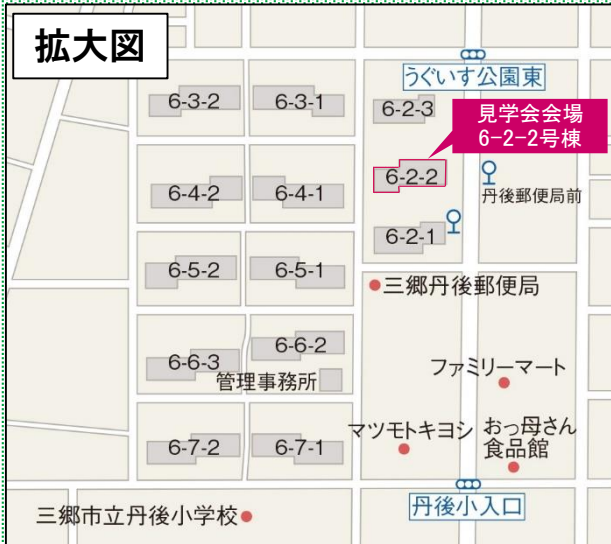 拡大図
うぐいす公園東
6-3-2
6-3-1
6-2-3
見学会会場
6-2-2号棟
6-2-2
6-4-2
6-4-1
丹後郵便局前
6-2-1
6-5-2
6-5-1
三郷丹後郵便局
6-6-2
6-6-3
管理事務所
ファミリーマート
マツモトキヨシ
おっ母さん
食品館
6-7-2
6-7-1
丹後小入口
三郷市立丹後小学校